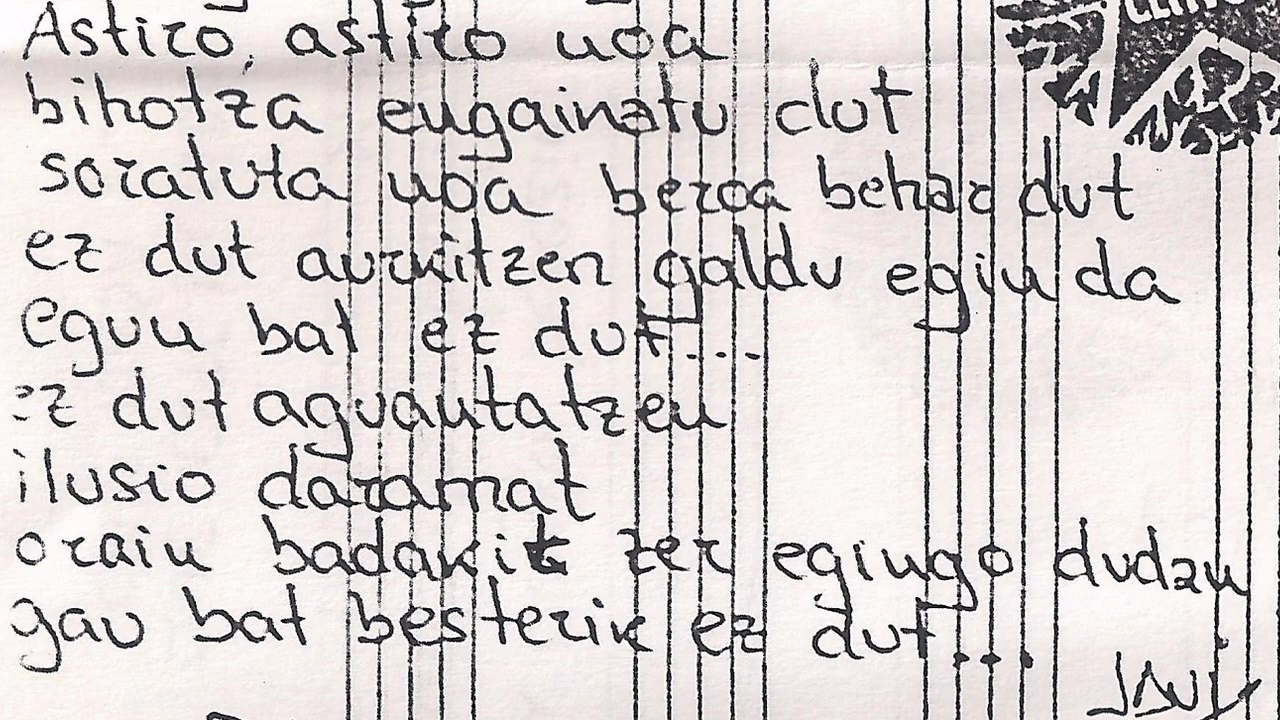 Astiro, astiro noa
bihotza engainatu dut
soratuta noa beroa behar dut
ez dut aurkitzen galdu egin da
egun bat ez dut...
ez dut aguantatzen
ilusio daramat
orain badakit zer egingo dudan
gau bat besterik ez dut...